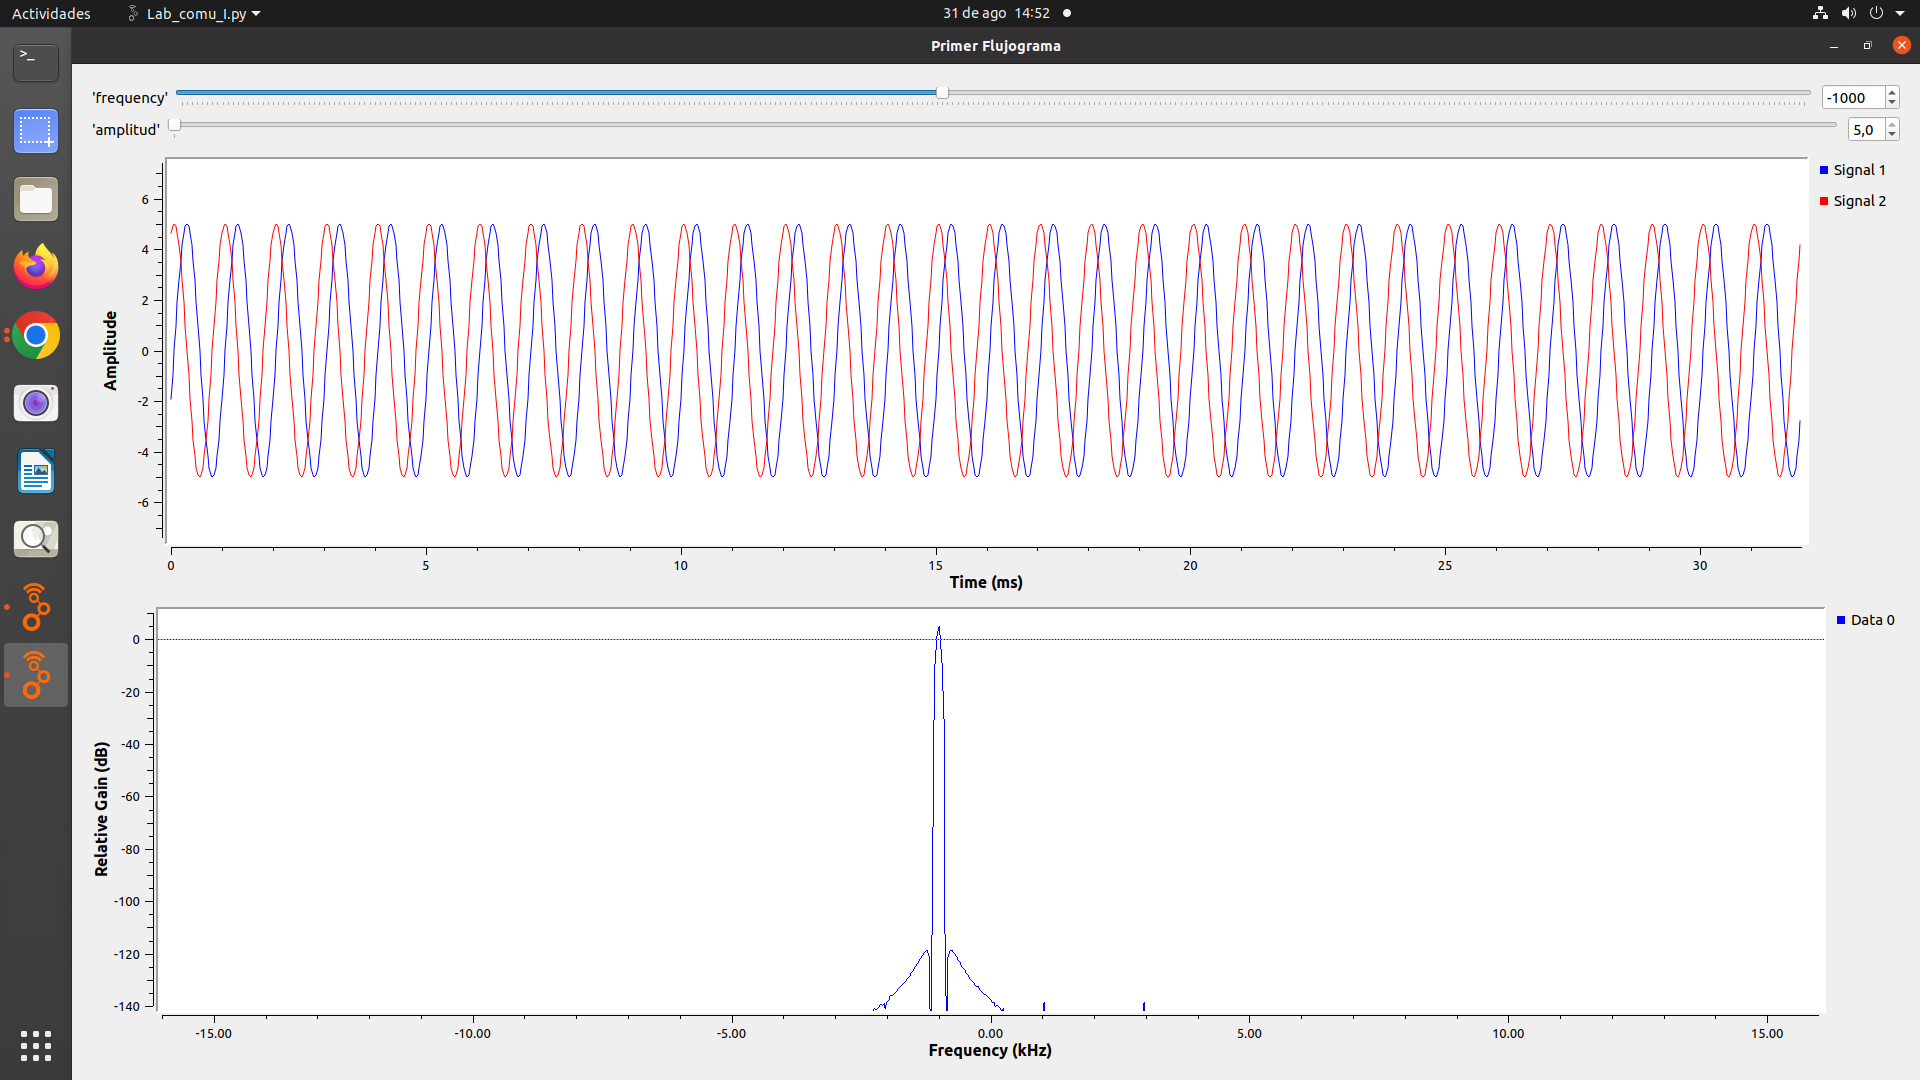 Actividades Lab_comu_I.py 31 de ago 14:52
Primer Flujograma
'frequency' -1000
'amplitud' 5,0
Signal 1
Signal 2
Amplitude
6
4
2
0
-2
-4
-6
0 5 10 15 20 25 30
Time (ms)
Data 0
Relative Gain (dB)
0
-20
-40
-60
-80
-100
-120
-140
-15.00 -10.00 -5.00 0.00 5.00 10.00 15.00
Frequency (kHz)